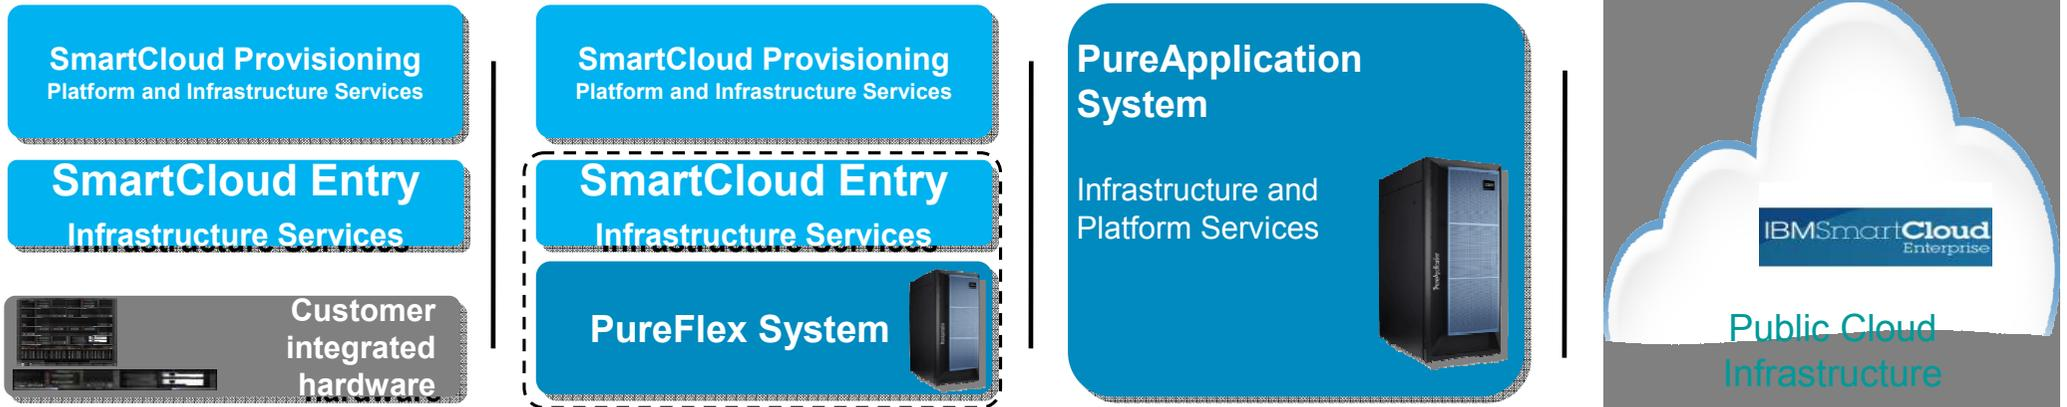 SmartCloud Provisioning
Platform and Infrastructure Services
SmartCloud Entry
Infrastructure Services
Customer
integrated
hardware
SmartCloud Provisioning
Platform and Infrastructure Services
SmartCloud Entry
Infrastructure Services
PureFlex System
PureApplication
System
Infrastructure and
Platform Services
IBMSmartCloud
Enterprise
Public Cloud
Infrastructure